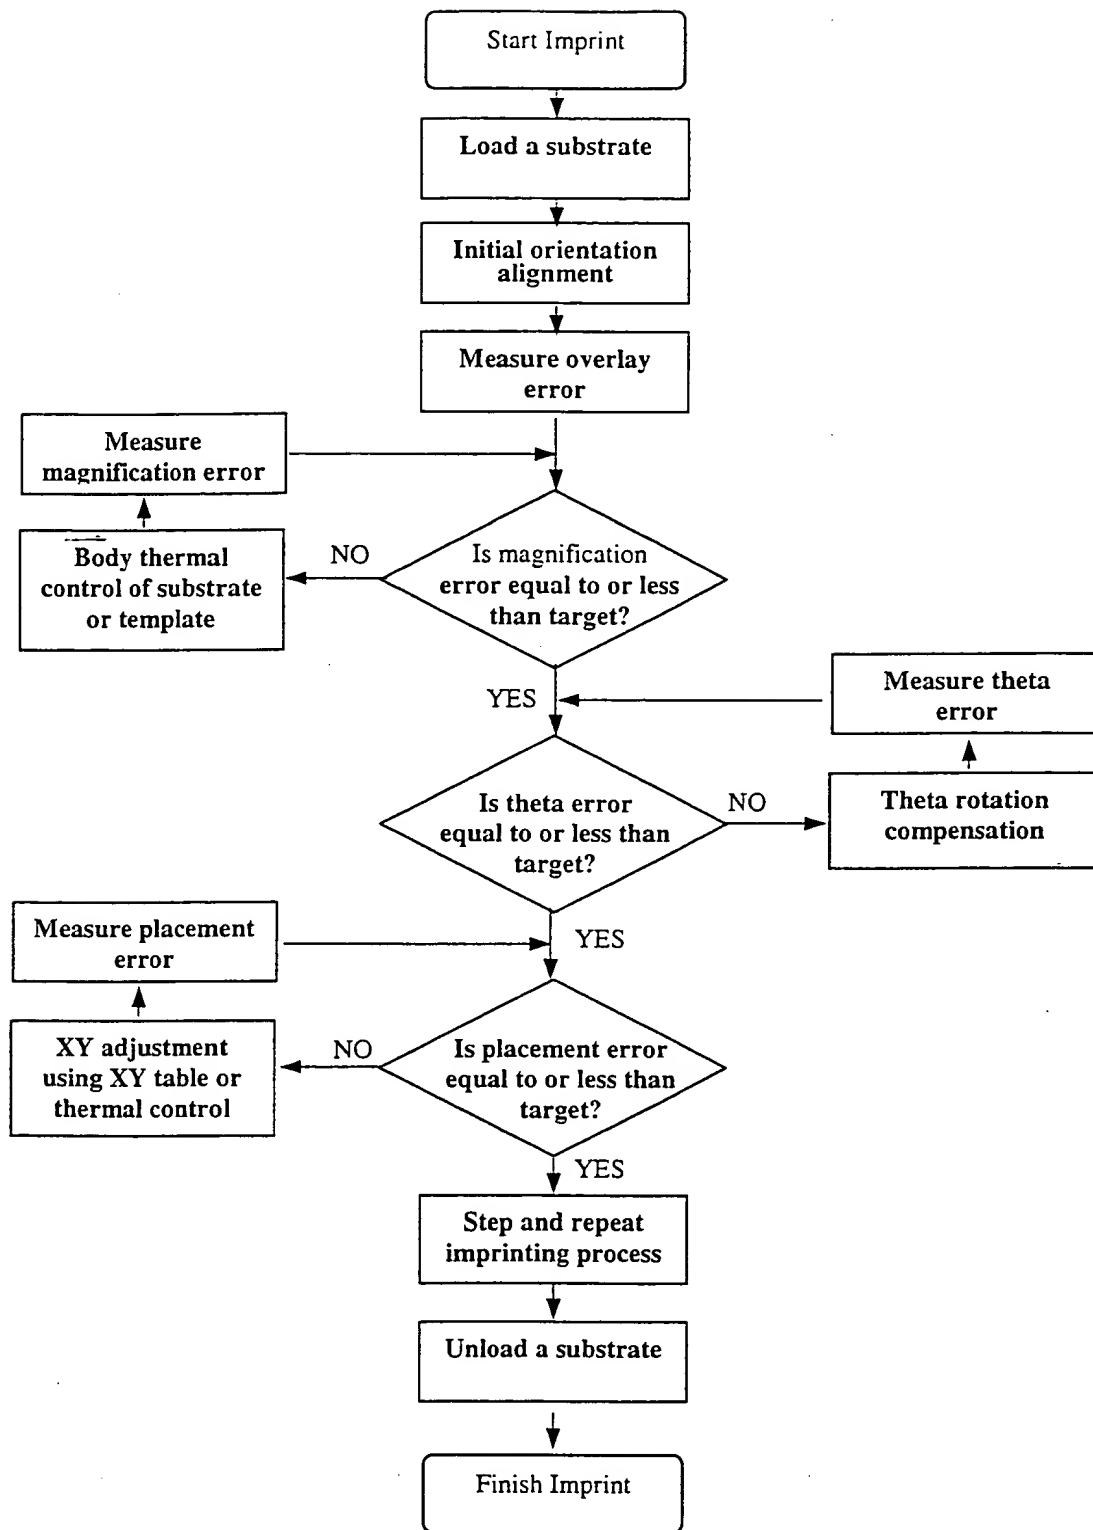 Start Imprint
Load a substrate
Initial orientation
alignment
Measure overlay
error
Measure
magnification error
Body thermal
control of substrate
or template
NO
Is magnification
error equal to or less
than target?
YES
Measure theta
error
Is theta error
equal to or less than
target?
NO
Theta rotation
compensation
Measure placement
error
YES
XY adjustment
using XY table or
thermal control
NO
Is placement error
equal to or less than
target?
YES
Step and repeat
imprinting process
Unload a substrate
Finish Imprint